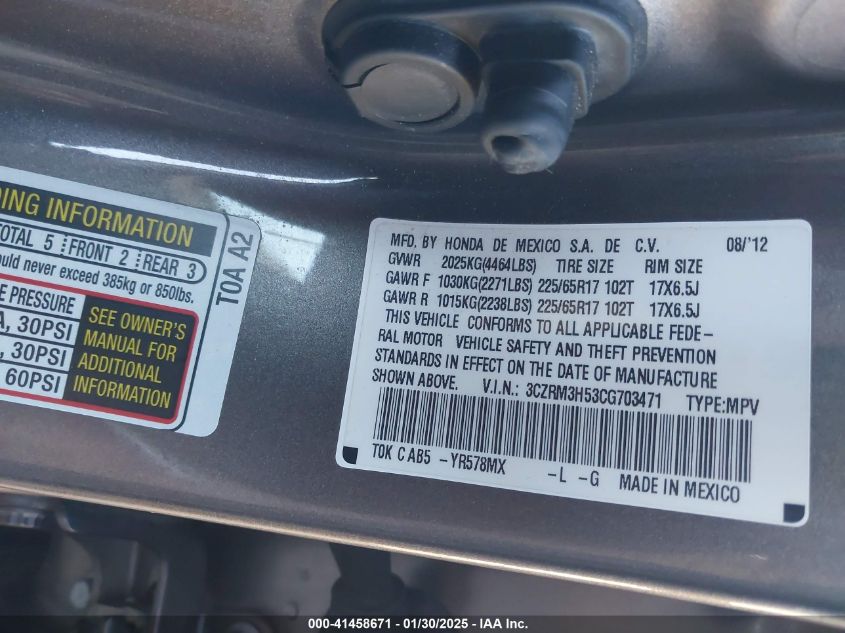 DING INFORMATION
TOTAL 5 FRONT 2 REAR 3
ould never exceed 385kg or 850lbs.
E PRESSURE
A, 30PSI
, 30PSI
60PSI
SEE OWNER'S
MANUAL FOR
ADDITIONAL
INFORMATION
T0A A2
MFD. BY HONDA DE MEXICO S.A. DE C.V. 08/'12
GVWR 2025KG(4464LBS) TIRE SIZE RIM SIZE
GAWR F 1030KG(2271LBS) 225/65R17 102T 17X6.5J
GAWR R 1015KG(2238LBS) 225/65R17 102T 17X6.5J
THIS VEHICLE CONFORMS TO ALL APPLICABLE FEDE-
RAL MOTOR VEHICLE SAFETY AND THEFT PREVENTION
STANDARDS IN EFFECT ON THE DATE OF MANUFACTURE
SHOWN ABOVE. V.I.N.: 3CZRM3H53CG703471 TYPE:MPV
T0K C AB5 -YR578MX -L -G MADE IN MEXICO
000-41458671 / 01/30/2025 - IAA Inc.